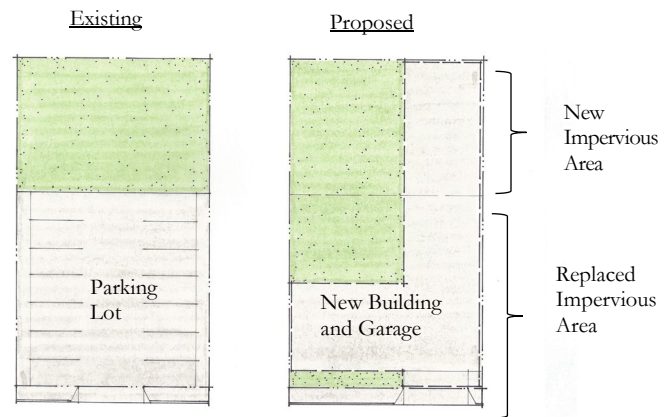 Existing
Proposed
New
Impervious
Area
Parking
Lot
New Building
and Garage
Replaced
Impervious
Area